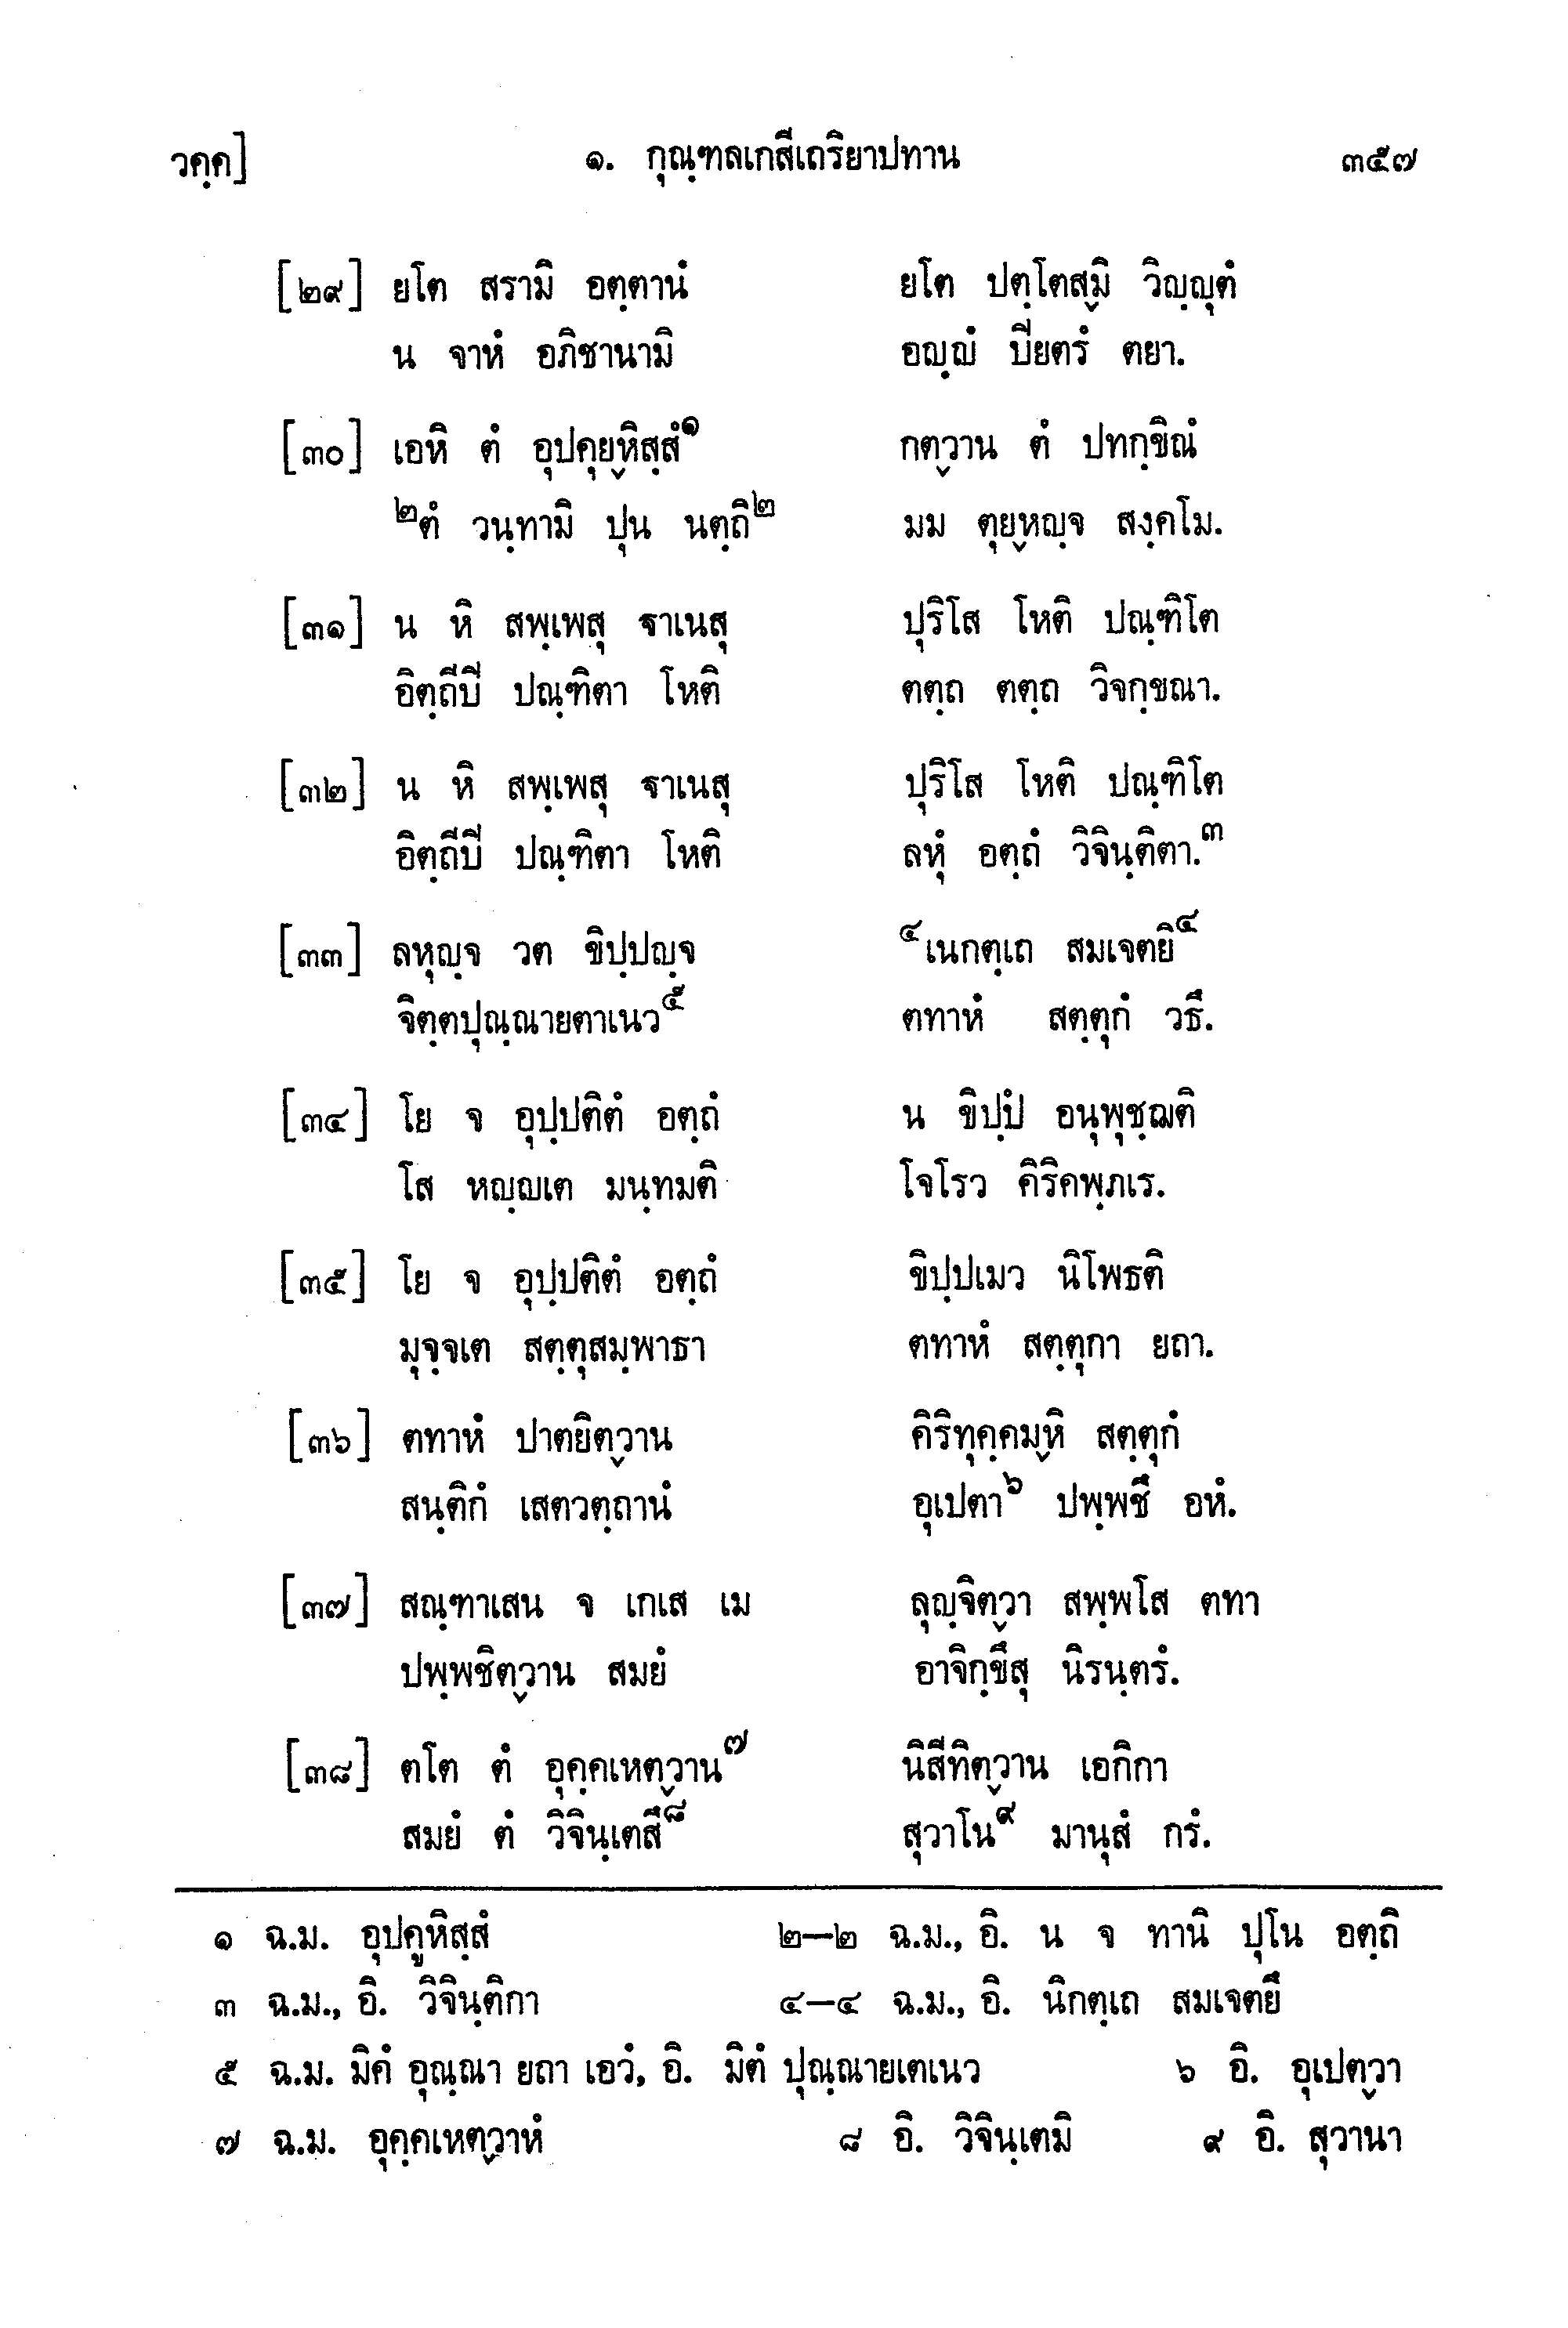 วคฺค] ๑. กุณฺฑลเกสีเถริยาปทาน ๓๕๗
[๒๙] ยโต สรามิ อตฺตานํ ยโต ปตฺโตสฺมิ วิญฺญุตํ
น จาหํ อภิชานามิ อญฺญํ ปิยตรํ ตยา.
[๓๐] เอหิ ตํ อุปคุยฺหิสฺสํ๑ กตฺวาน ตํ ปทกฺขิณํ
๒ตํ วนฺทามิ ปุน นตฺถิ๒ มม ตุยฺหญฺจ สงฺคโม.
[๓๑] น หิ สพฺเพสุ ฐาเนสุ ปุริโส โหติ ปณฺฑิโต
อิตฺถีปิ ปณฺฑิตา โหติ ตตฺถ ตตฺถ วิจกฺขณา.
[๓๒] น หิ สพฺเพสุ ฐาเนสุ ปุริโส โหติ ปณฺฑิโต
อิตฺถีปิ ปณฺฑิตา โหติ ลหุํ อตฺถํ วิจินฺติตา.๓
[๓๓] ลหุญฺจ วต ขิปฺปญฺจ ๔เนกตฺเถ สมเจตยิ๔
จิตฺตปุณฺณายตาเนว๕ ตทาหํ สตฺตุกํ วธึ.
[๓๔] โย จ อุปฺปติตํ อตฺถํ น ขิปฺปํ อนุพุชฺฌติ
โส หญฺญเต มนฺทมติ โจโรว คิริคพฺภเร.
[๓๕] โย จ อุปฺปติตํ อตฺถํ ขิปฺปเมว นิโพธติ
มุจฺจเต สตฺตุสมฺพาธา ตทาหํ สตฺตุกา ยถา.
[๓๖] ตทาหํ ปาตยิตฺวาน คิริทุคฺคมฺหิ สตฺตุกํ
สนฺติกํ เสตวตฺถานํ อุเปตา๖ ปพฺพชึ อหํ.
[๓๗] สณฺฑาเสน จ เกเส เม ลุญฺจิตฺวา สพฺพโส ตทา
ปพฺพชิตฺวาน สมยํ อาจิกฺขึสุ นิรนฺตรํ.
[๓๘] ตโต ตํ อุคฺคเหตฺวาน๗ นิสีทิตฺวาน เอกิกา
สมยํ ตํ วิจินฺเตสึ๘ สุวาโน๙ มานุสํ กรํ.
๑ ฉ.ม. อุปคูหิสฺสํ ๒—๒ ฉ.ม., อิ. น จ ทานิ ปุโน อตฺถิ
๓ ฉ.ม., อิ. วิจินฺติกา ๔—๔ ฉ.ม., อิ. นิกตฺเถ สมเจตยึ
๕ ฉ.ม. มิคํ อุณฺณา ยถา เอวํ, อิ. มิตํ ปุณฺณายเตเนว ๖ อิ. อุเปตฺวา
๗ ฉ.ม. อุคฺคเหตฺวาหํ ๘ อิ. วิจินฺเตมิ ๙ อิ. สุวานา